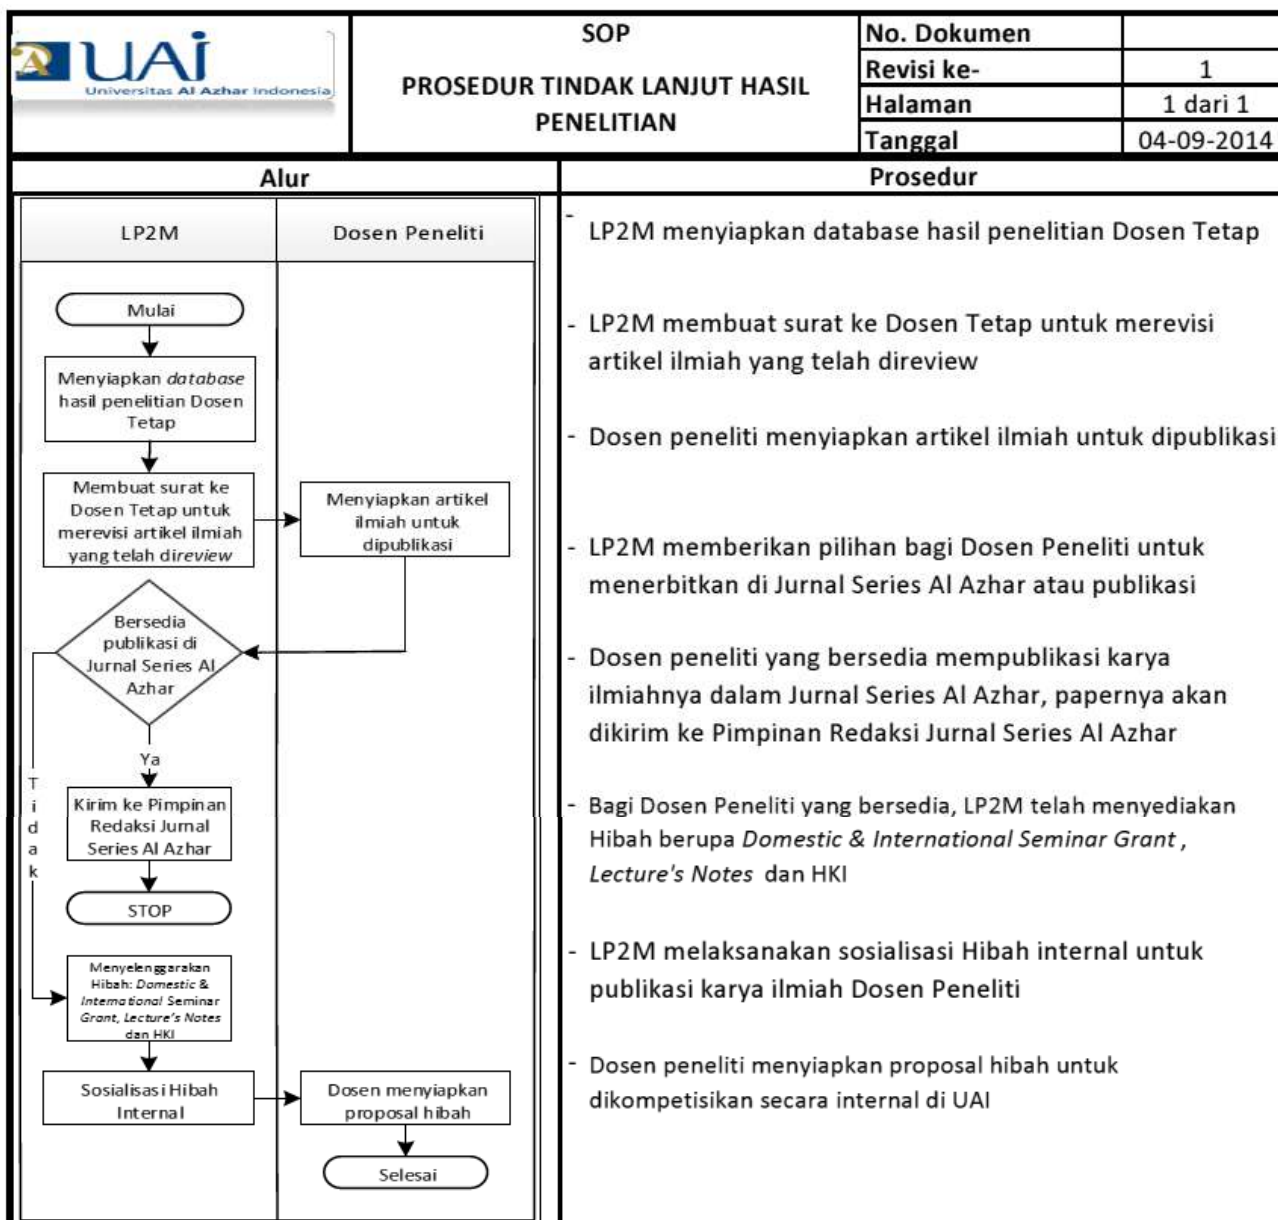 UAI
Universitas Al Azhar Indonesia
SOP
PROSEDUR TINDAK LANJUT HASIL
PENELITIAN
No. Dokumen
Revisi ke-
1
Halaman
1 dari 1
Tanggal
04-09-2014
Alur
Prosedur
LP2M
Dosen Peneliti
Mulai
Menyiapkan database
hasil penelitian Dosen
Tetap
Membuat surat ke
Dosen Tetap untuk
merevisi artikel ilmiah
yang telah direview
Menyiapkan artikel
ilmiah untuk
dipublikasi
Bersedia
publikasi di
Jurnal Series Al
Azhar
Ya
Tidak
Kirim ke Pimpinan
Redaksi Jurnal
Series Al Azhar
STOP
Menyelenggarakan
Hibah: Domestic &
International Seminar
Grant, Lecture's Notes
dan HKI
Sosialisasi Hibah
Internal
Dosen menyiapkan
proposal hibah
Selesai
- LP2M menyiapkan database hasil penelitian Dosen Tetap
- LP2M membuat surat ke Dosen Tetap untuk merevisi
artikel ilmiah yang telah direview
- Dosen peneliti menyiapkan artikel ilmiah untuk dipublikasi
- LP2M memberikan pilihan bagi Dosen Peneliti untuk
menerbitkan di Jurnal Series Al Azhar atau publikasi
- Dosen peneliti yang bersedia mempublikasi karya
ilmiahnya dalam Jurnal Series Al Azhar, papernya akan
dikirim ke Pimpinan Redaksi Jurnal Series Al Azhar
- Bagi Dosen Peneliti yang bersedia, LP2M telah menyediakan
Hibah berupa Domestic & International Seminar Grant ,
Lecture's Notes dan HKI
- LP2M melaksanakan sosialisasi Hibah internal untuk
publikasi karya ilmiah Dosen Peneliti
- Dosen peneliti menyiapkan proposal hibah untuk
dikompetisikan secara internal di UAI